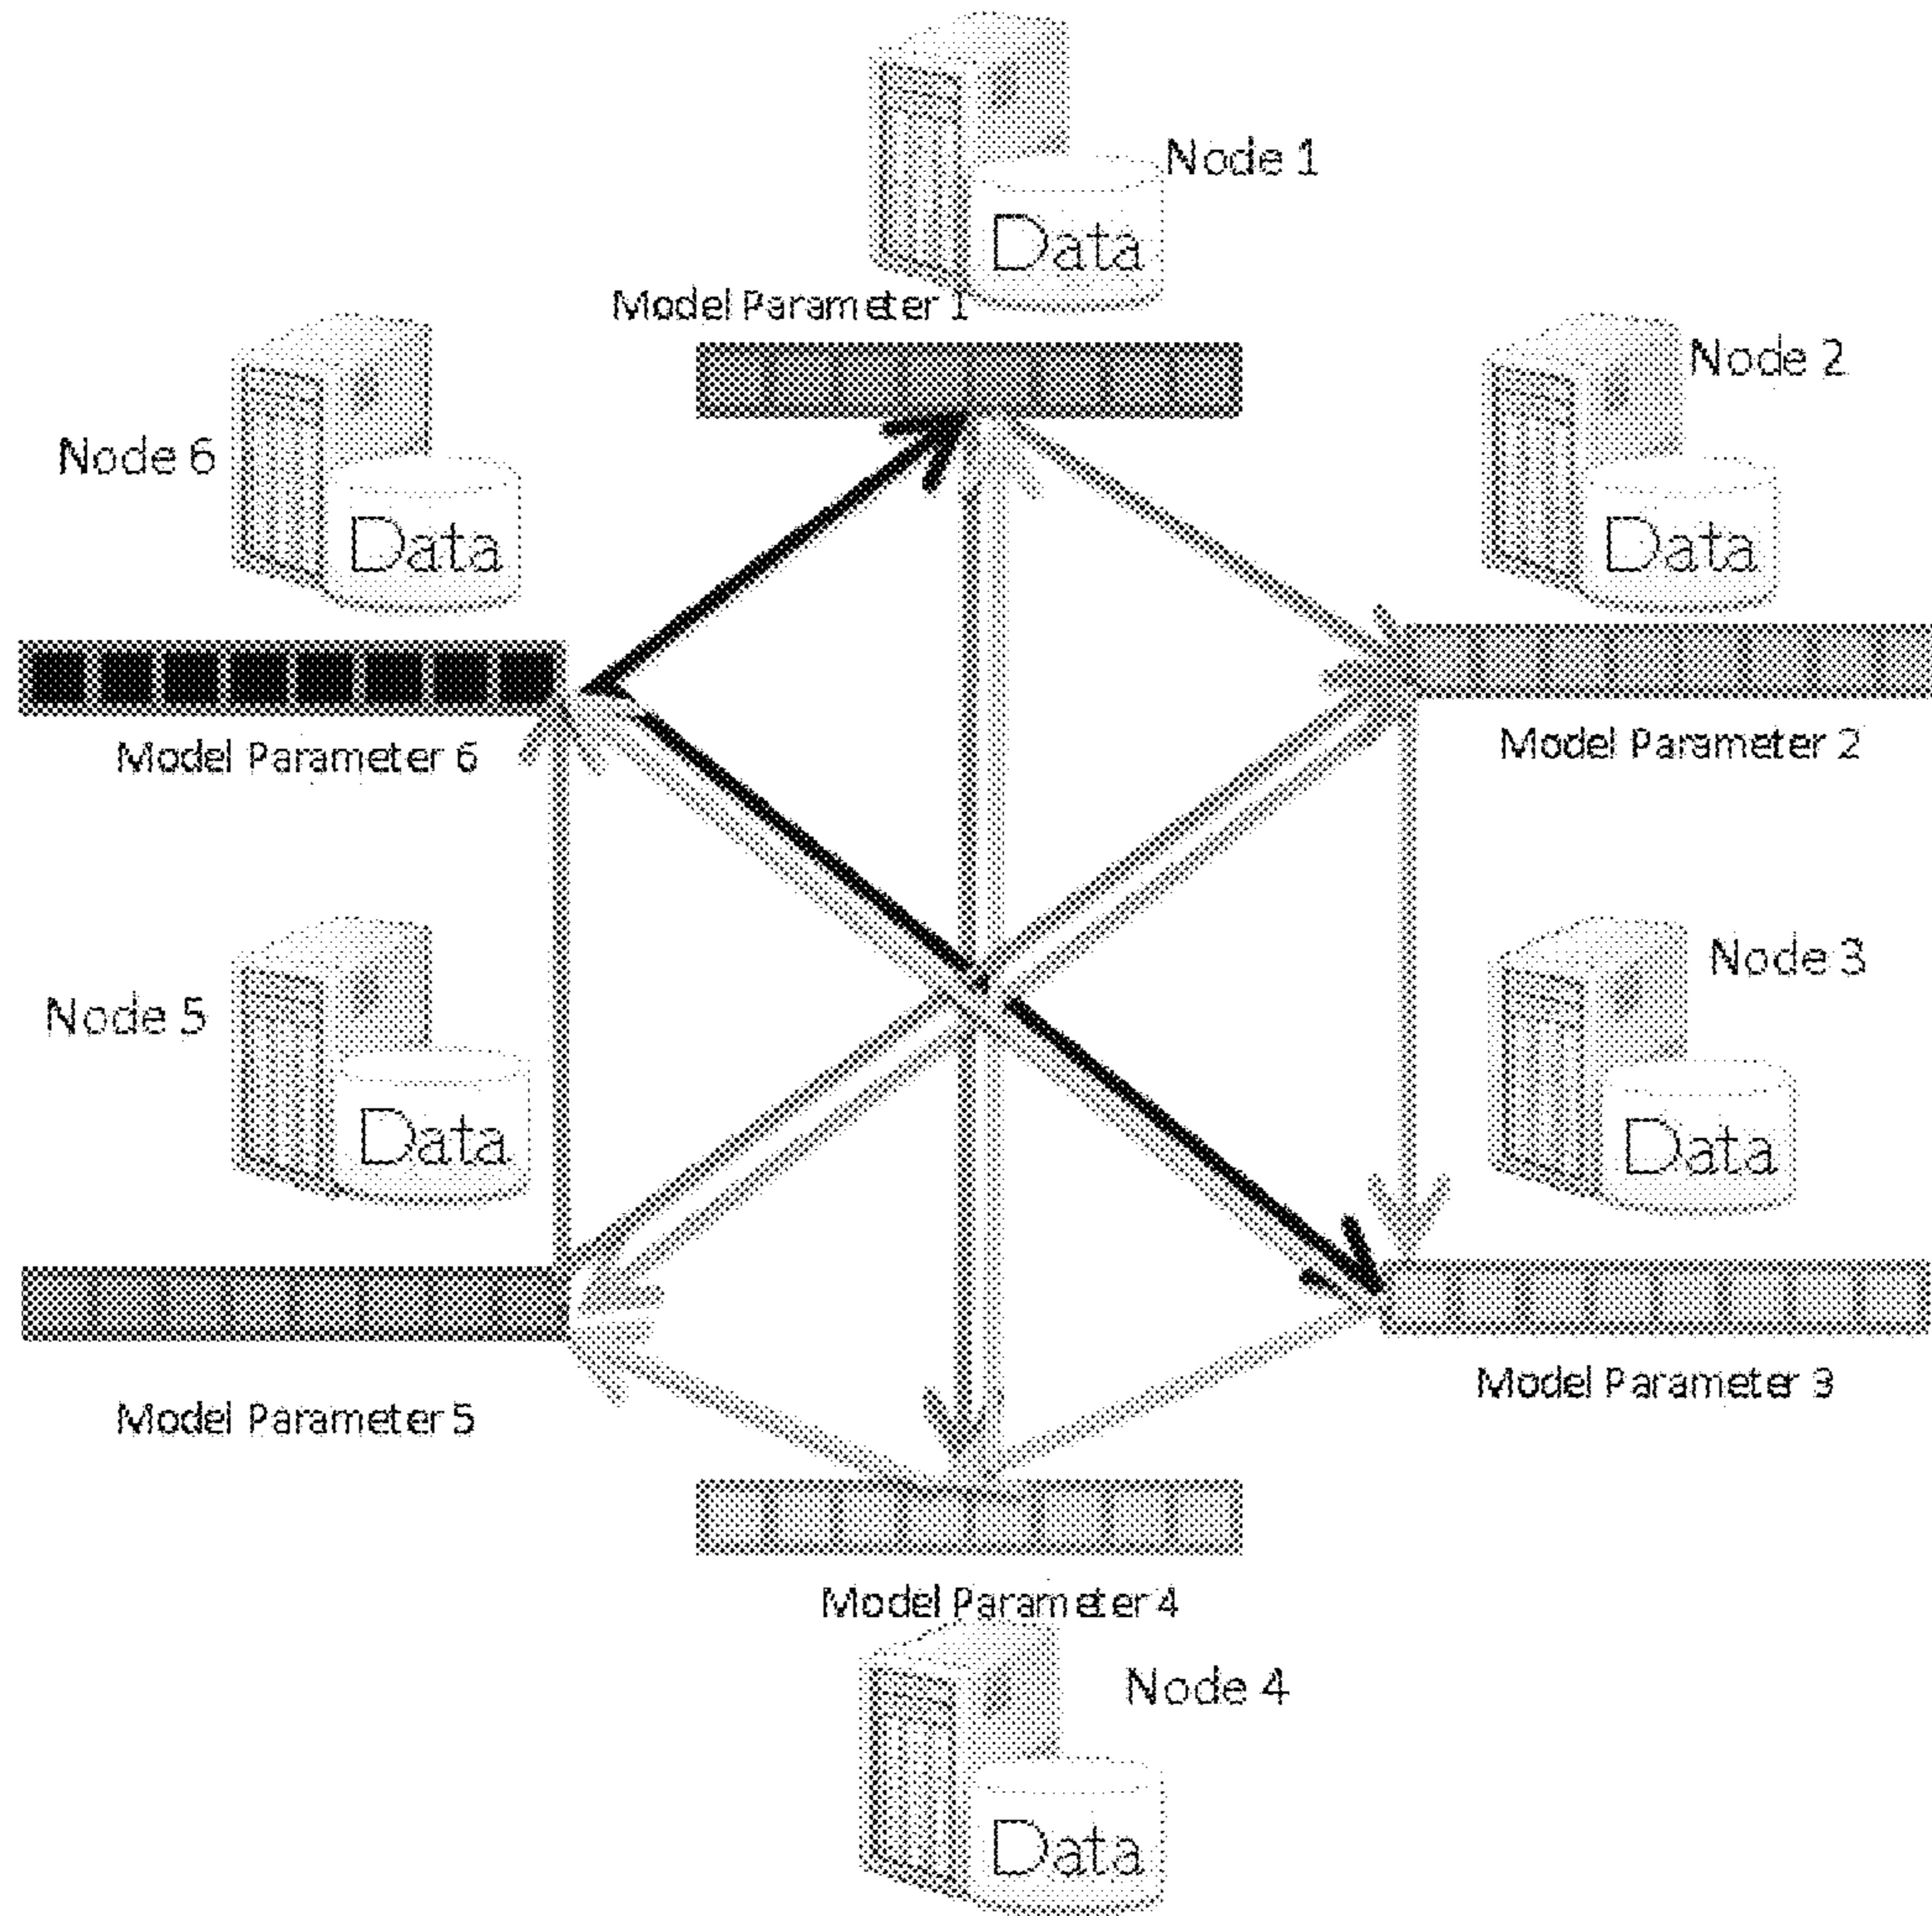 Node 1
Data
Model Parameter 1
Node 2
Data
Model Parameter 2
Node 6
Data
Model Parameter 6
Node 3
Data
Model Parameter 3
Node 5
Data
Model Parameter 5
Model Parameter 4
Node 4
Data